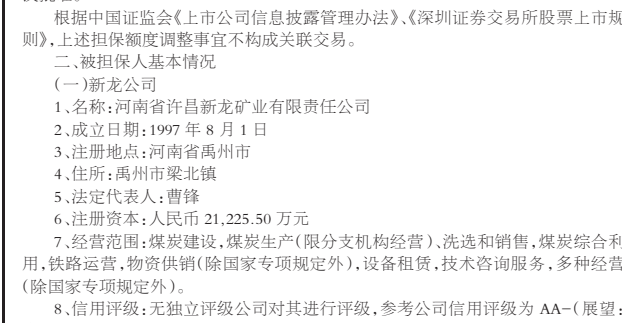 根据中国证监会《上市公司信息披露管理办法》、《深圳证券交易所股票上市规
则》,上述担保额度调整事宜不构成关联交易。
二、被担保人基本情况
(一)新龙公司
1、名称:河南省许昌新龙矿业有限责任公司
2、成立日期:1997 年 8 月 1 日
3、注册地点:河南省禹州市
4、住所:禹州市梁北镇
5、法定代表人:曹锋
6、注册资本:人民币 21,225.50 万元
7、经营范围:煤炭建设,煤炭生产(限分支机构经营)、洗选和销售,煤炭综合利
用,铁路运营,物资供销(除国家专项规定外),设备租赁,技术咨询服务,多种经营
(除国家专项规定外)。
8、信用评级:无独立评级公司对其进行评级,参考公司信用评级为 AA-(展望: